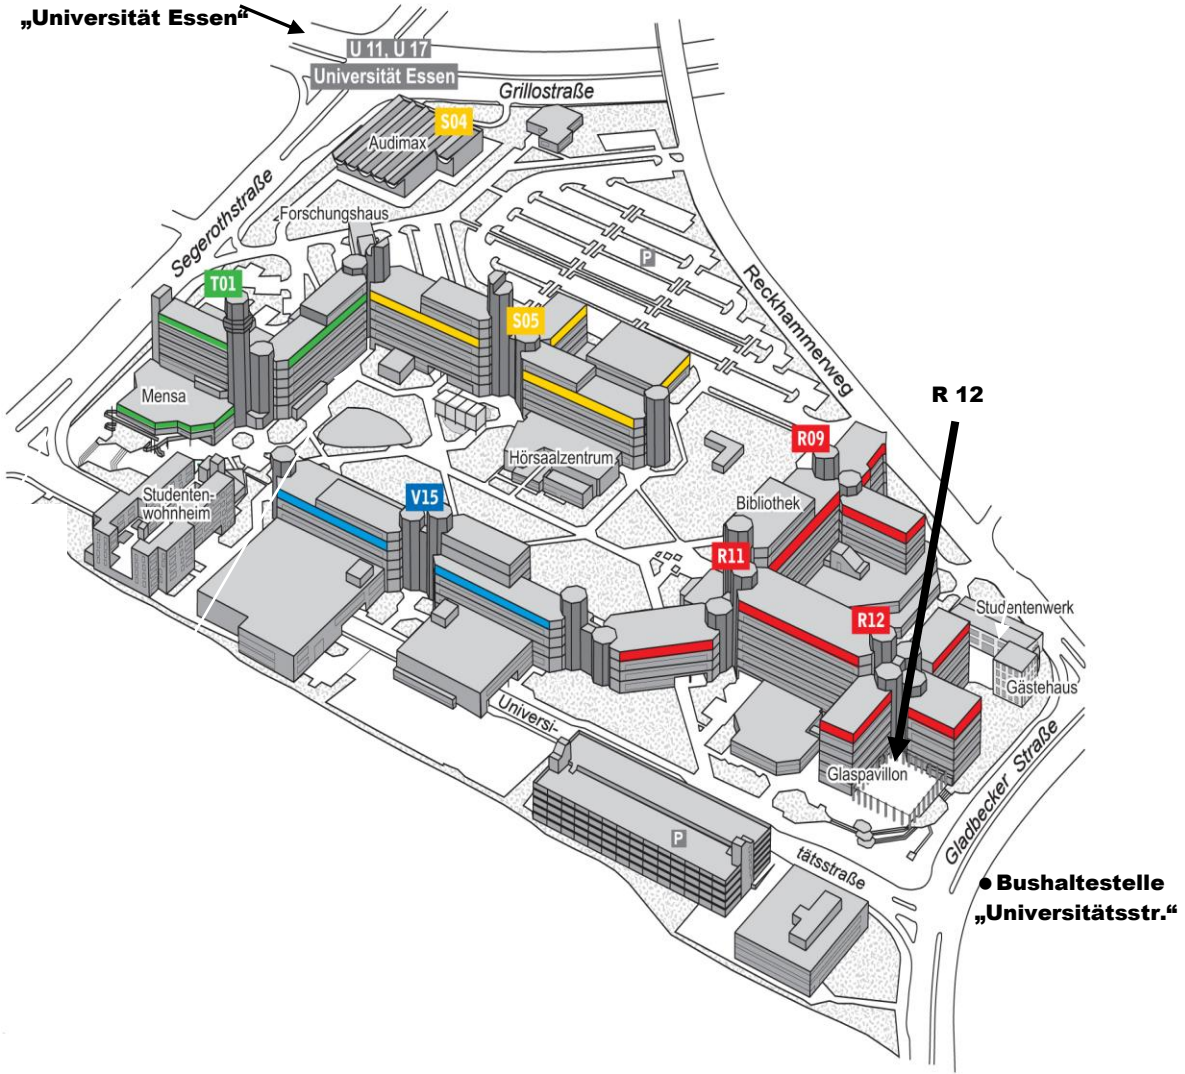 „Universität Essen“
U 11, U 17
Universität Essen
Grillostraße
S04
Audimax
Segerothstraße
Forschungshaus
P
Reckhammerweg
T01
S05
Mensa
R 12
R09
Hörsaalzentrum
Studenten-
wohnheim
V15
Bibliothek
R11
R12
Studentenwerk
Gästehaus
Universi-
Glaspavillon
Gladbecker Straße
P
tätsstraße
● Bushaltestelle
„Universitätsstr.“